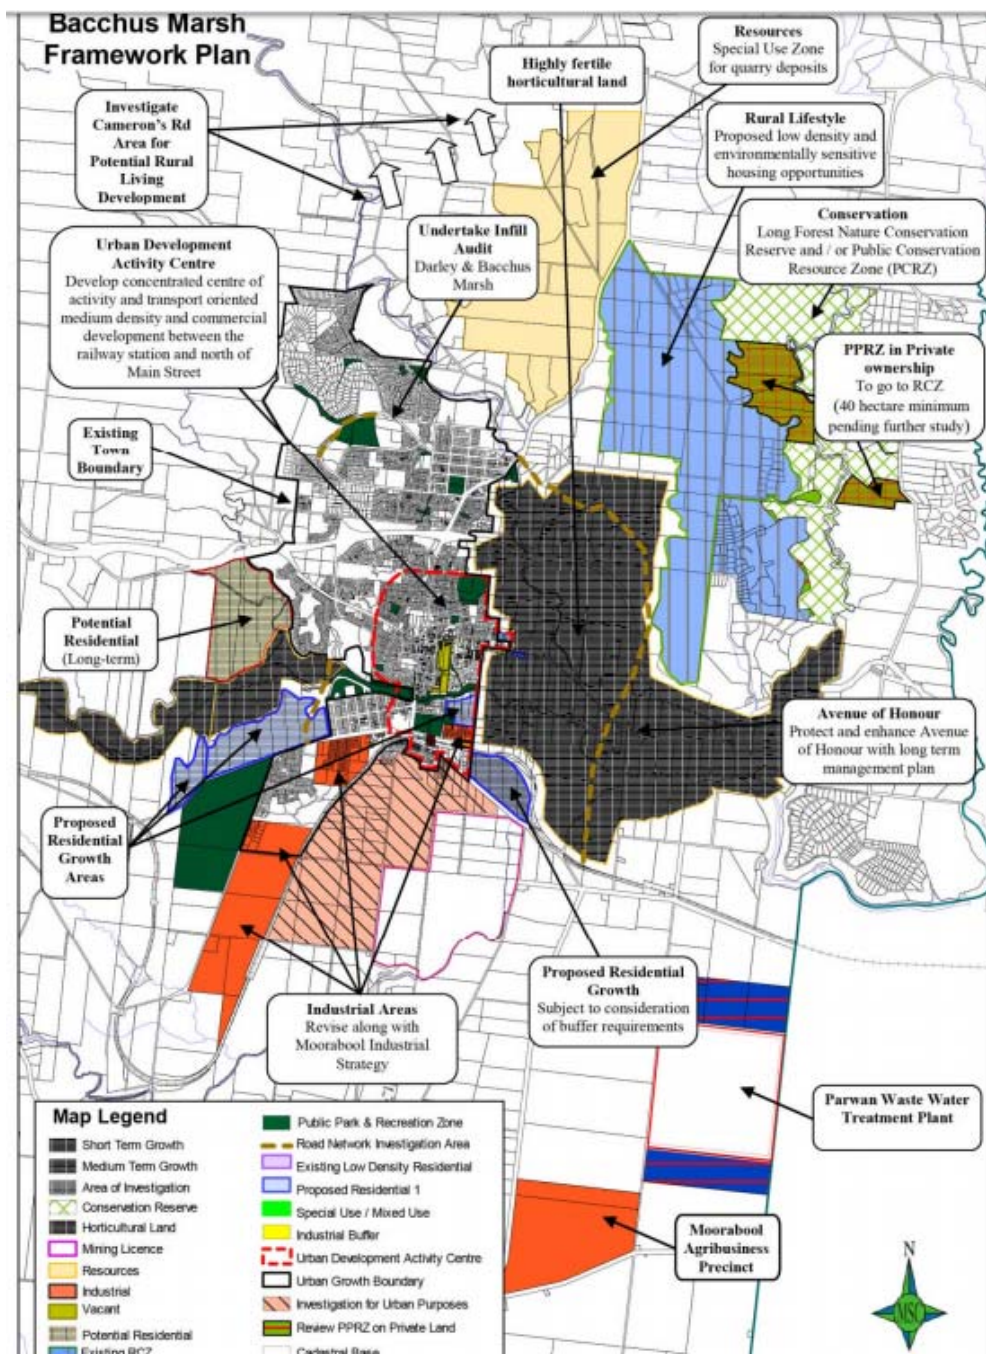 Bacchus Marsh
Framework Plan
Resources
Special Use Zone
for quarry deposits
Highly fertile
horticultural land
Investigate
Cameron's Rd
Area for
Potential Rural
Living
Development
Rural Lifestyle
Proposed low density and
environmentally sensitive
housing opportunities
Conservation
Long Forest Nature Conservation
Reserve and / or Public Conservation
Resource Zone (PCRZ)
Urban Development
Activity Centre
Develop concentrated centre of
activity and transport oriented
medium density and commercial
development between the
railway station and north of
Main Street
Undertake Infill
Audit
Darley & Bacchus
Marsh
PPRZ in Private
ownership
To go to RCZ
(40 hectare minimum
pending further study)
Existing
Town
Boundary
Potential
Residential
(Long-term)
Avenue of Honour
Protect and enhance Avenue
of Honour with long term
management plan
Proposed
Residential
Growth
Areas
Industrial Areas
Revise along with
Moorabool Industrial
Strategy
Proposed Residential
Growth
Subject to consideration
of buffer requirements
Parwan Waste Water
Treatment Plant
Moorabool
Agribusiness
Precinct
Map Legend
Short Term Growth
Medium Term Growth
Area of Investigation
Conservation Reserve
Horticultural Land
Mining Licence
Resources
Industrial
Vacant
Potential Residential
Existing RCZ
Public Park & Recreation Zone
Road Network Investigation Area
Existing Low Density Residential
Proposed Residential 1
Special Use / Mixed Use
Industrial Buffer
Urban Development Activity Centre
Urban Growth Boundary
Investigation for Urban Purposes
Review PPRZ on Private Land
Cadastral Base
N
MSC